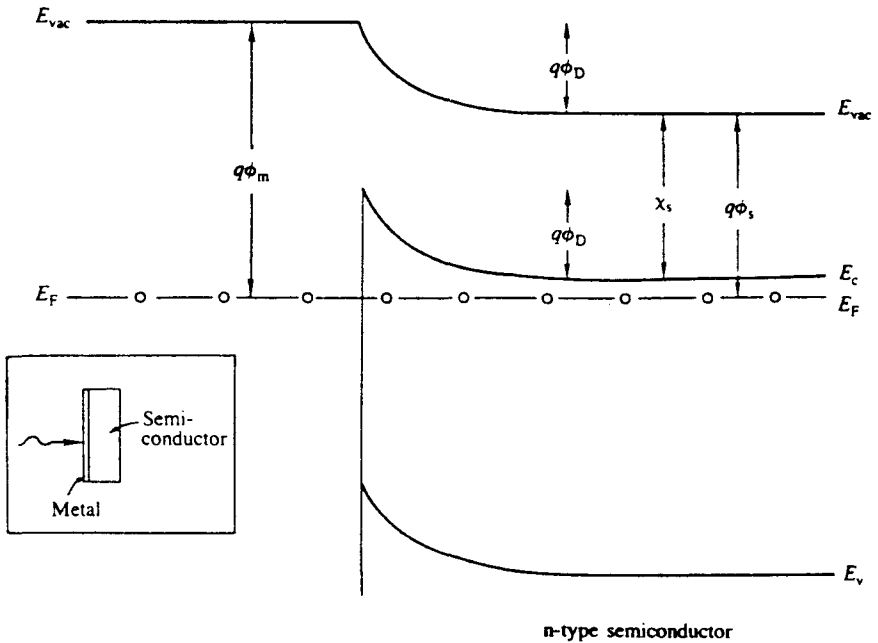 E_vac
qϕ_D
E_vac
qϕ_m
χ_s
qϕ_s
qϕ_D
E_c
E_F
E_F
Semi-
conductor
Metal
E_v
n-type semiconductor